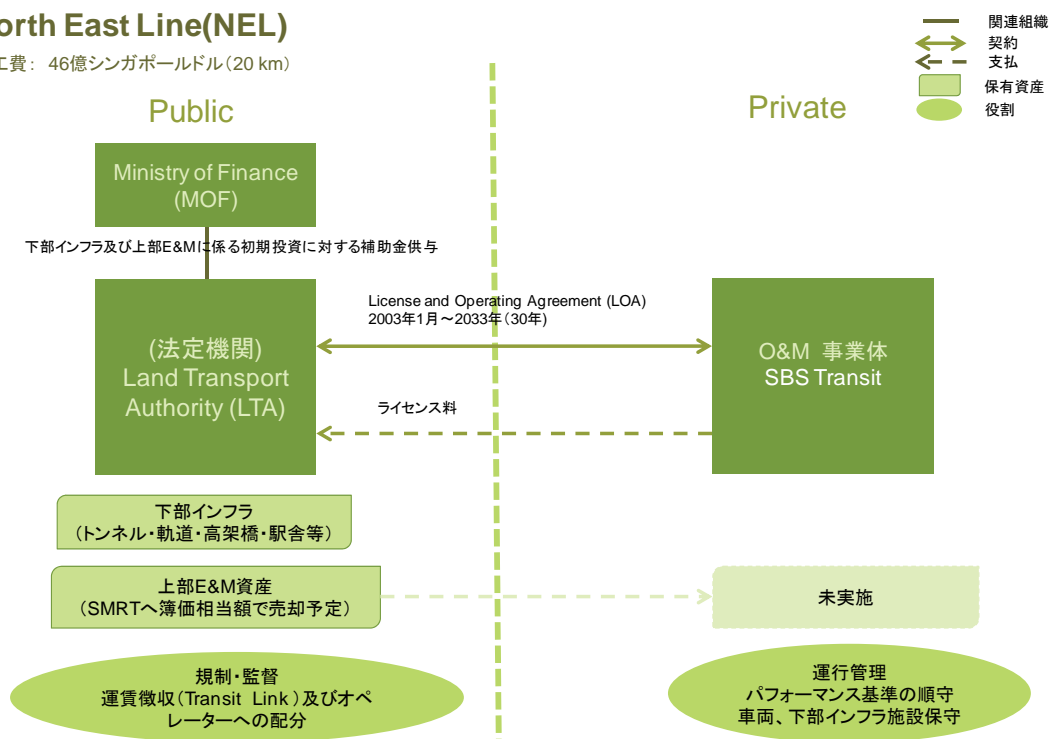 orth East Line(NEL)
工費： 46億シンガポールドル（20 km）
関連組織
契約
支払
保有資産
役割
Public
Private
Ministry of Finance
(MOF)
下部インフラ及び上部E&Mに係る初期投資に対する補助金供与
(法定機関)
Land Transport
Authority (LTA)
License and Operating Agreement (LOA)
2003年1月～2033年（30年）
O&M 事業体
SBS Transit
ライセンス料
下部インフラ
（トンネル・軌道・高架橋・駅舎等）
上部E&M資産
（SMRTへ簿価相当額で売却予定）
未実施
規制・監督
運賃徴収（Transit Link）及びオペ
レーターへの配分
運行管理
パフォーマンス基準の順守
車両、下部インフラ施設保守